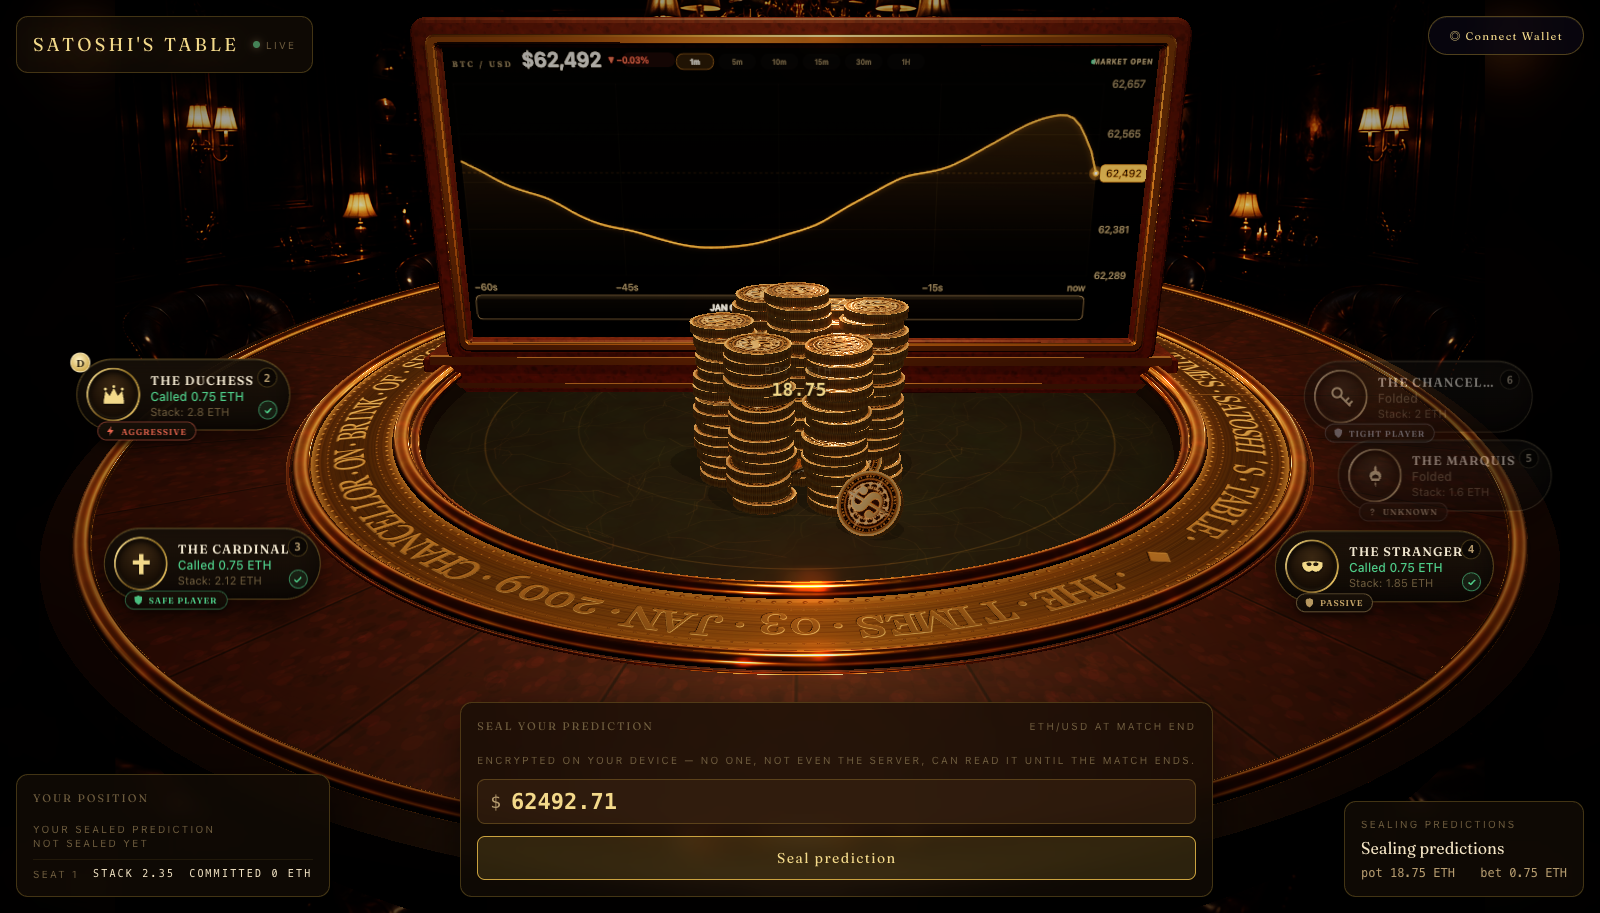 SATOSHI'S TABLE
LIVE
Connect Wallet
BTC / USD $62,492 ▼ −0.03% 1m 5m 10m 15m 30m 1H MARKET OPEN
62,657
62,565
62,492
62,381
62,289
−60s −45s −15s now
JAN
18.75
D
THE DUCHESS 2
Called 0.75 ETH
Stack: 2.8 ETH
AGGRESSIVE
THE CARDINAL 3
Called 0.75 ETH
Stack: 2.12 ETH
SAFE PLAYER
THE CHANCEL... 6
Folded
Stack: 2 ETH
TIGHT PLAYER
THE MARQUIS 5
Folded
Stack: 1.6 ETH
? UNKNOWN
THE STRANGER 4
Called 0.75 ETH
Stack: 1.85 ETH
PASSIVE
THE · TIMES · 03 · JAN · 2009 · CHANCELLOR · ON · BRINK · OF
TIMES · SATOHI'S TABLE ·
SEAL YOUR PREDICTION
ETH/USD AT MATCH END
ENCRYPTED ON YOUR DEVICE — NO ONE, NOT EVEN THE SERVER, CAN READ IT UNTIL THE MATCH ENDS.
$ 62492.71
Seal prediction
YOUR POSITION
YOUR SEALED PREDICTION
NOT SEALED YET
SEAT 1 STACK 2.35 COMMITTED 0 ETH
SEALING PREDICTIONS
Sealing predictions
pot 18.75 ETH bet 0.75 ETH